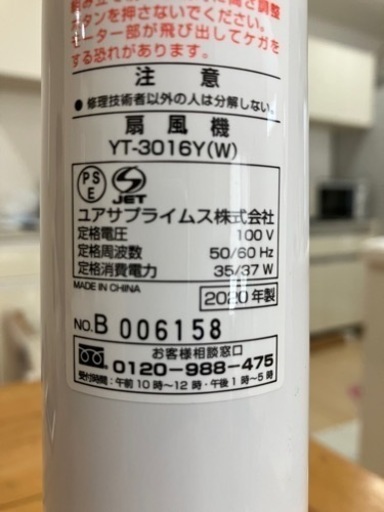 ボタンを押さないでください。
モーター部が飛び出してケガを
する恐れがあります。
注意
●修理技術者以外の人は分解しない。
扇風機
YT-3016Y(W)
PSE JET
ユアサプライムス株式会社
定格電圧 100 V
定格周波数 50/60 Hz
定格消費電力 35/37 W
MADE IN CHINA 2020年製
NO.B 006158
お客様相談窓口
0120-988-475
受付時間:午前10時〜12時・午後1時〜5時